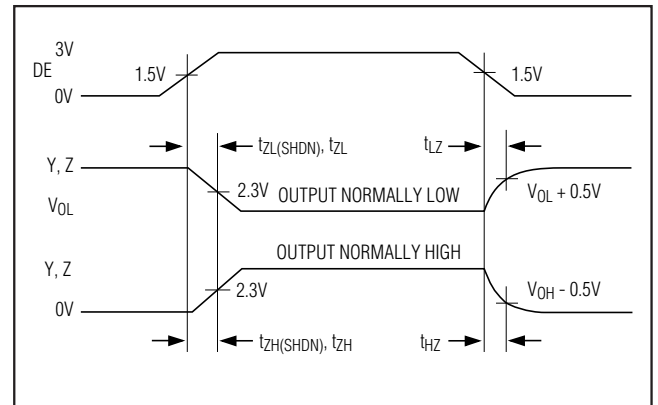 3V
DE
1.5V
1.5V
0V
tZL(SHDN), tZL
tLZ
Y, Z
2.3V
OUTPUT NORMALLY LOW
VOL + 0.5V
VOL
OUTPUT NORMALLY HIGH
Y, Z
2.3V
VOH - 0.5V
0V
tZH(SHDN), tZH
tHZ